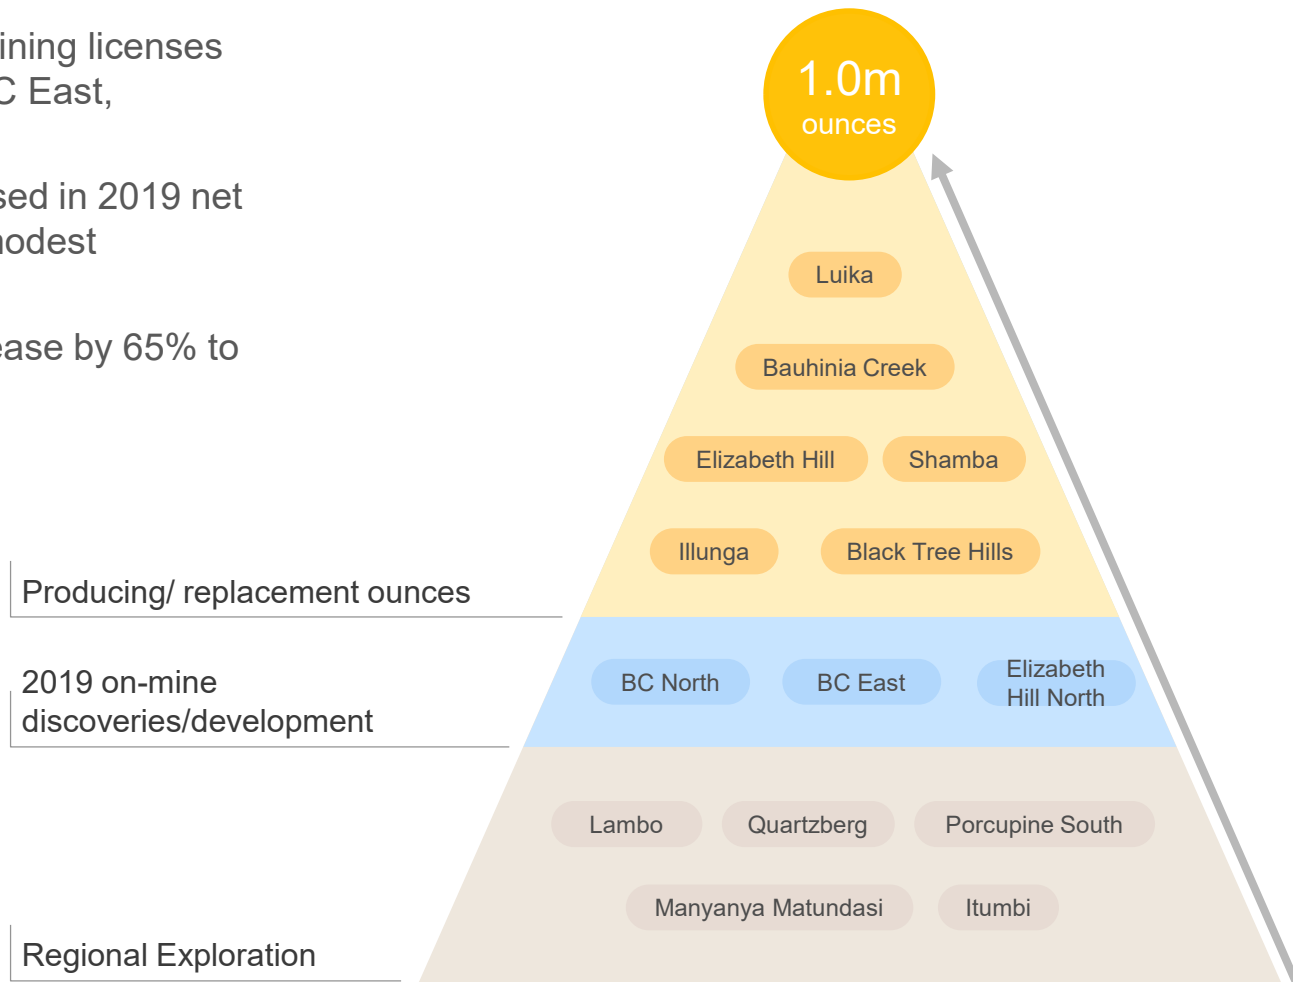 ining licenses
C East,
sed in 2019 net
nodest
ease by 65% to
1.0m
ounces
Luika
Bauhinia Creek
Elizabeth Hill
Shamba
Illunga
Black Tree Hills
Producing/ replacement ounces
2019 on-mine
discoveries/development
BC North
BC East
Elizabeth
Hill North
Lambo
Quartzberg
Porcupine South
Manyanya Matundasi
Itumbi
Regional Exploration